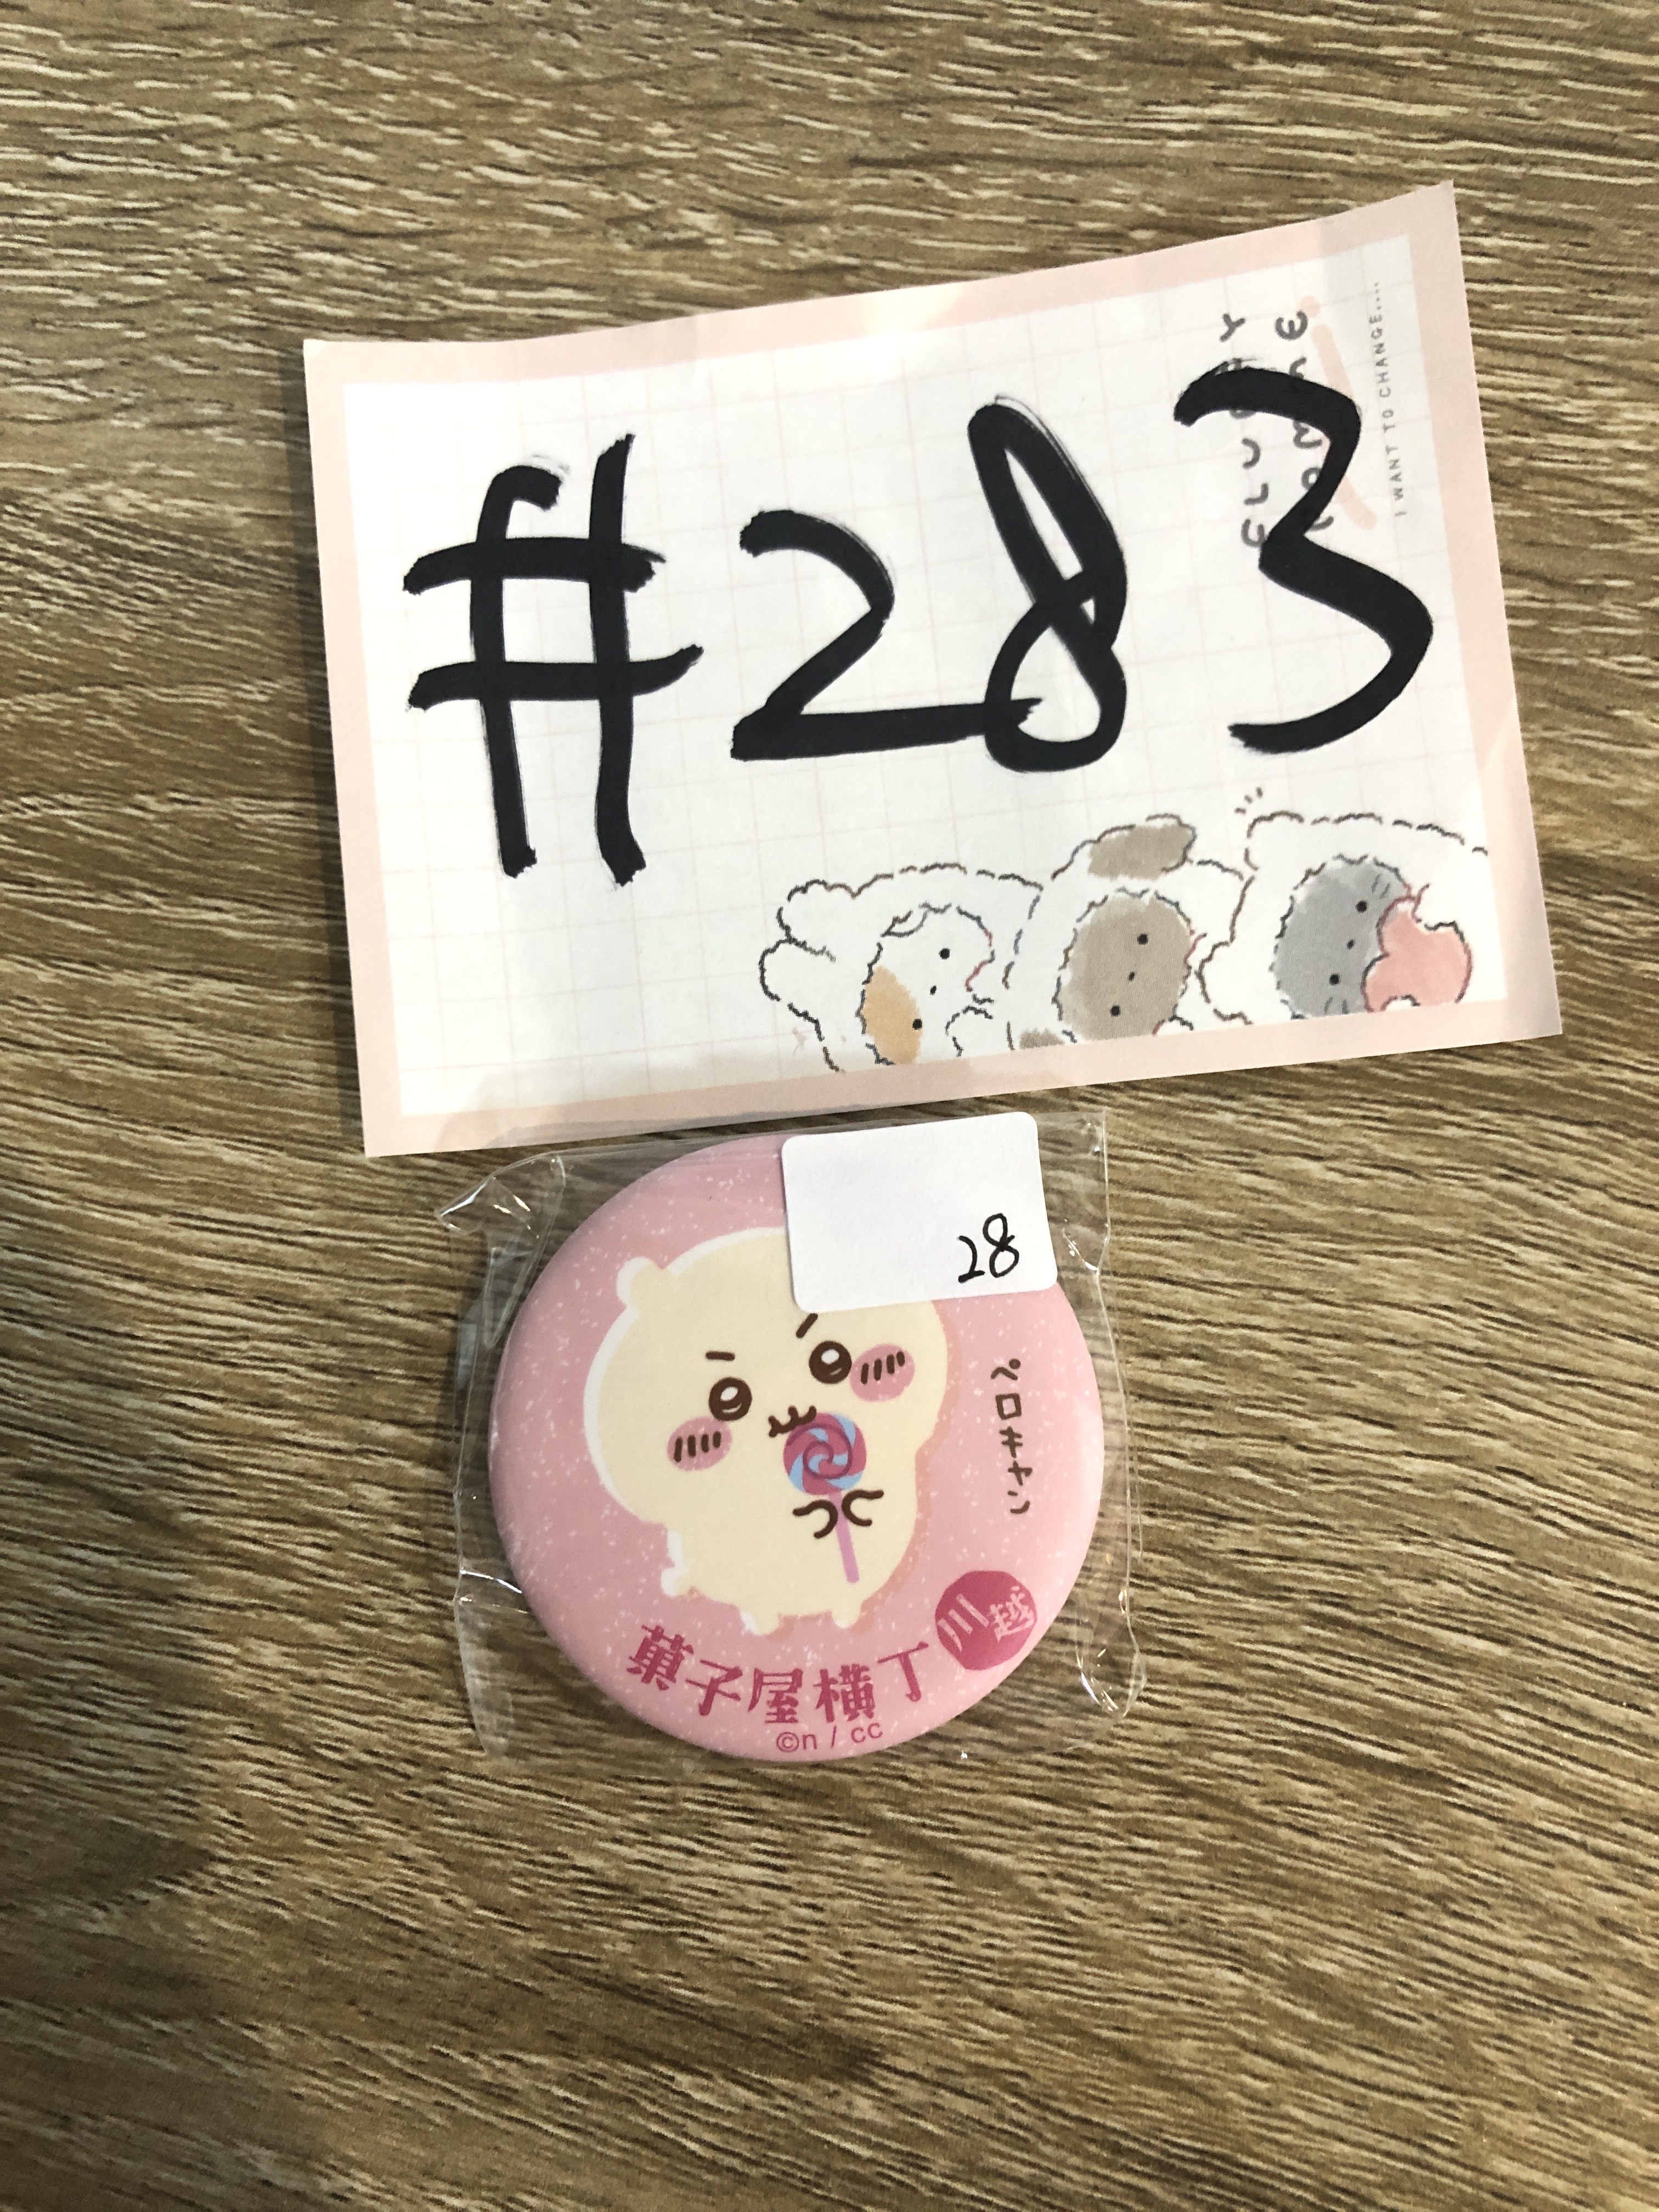 #283
I WANT TO CHANGE....
28
ペロキャン
川越
菓子屋横丁
©n / cc